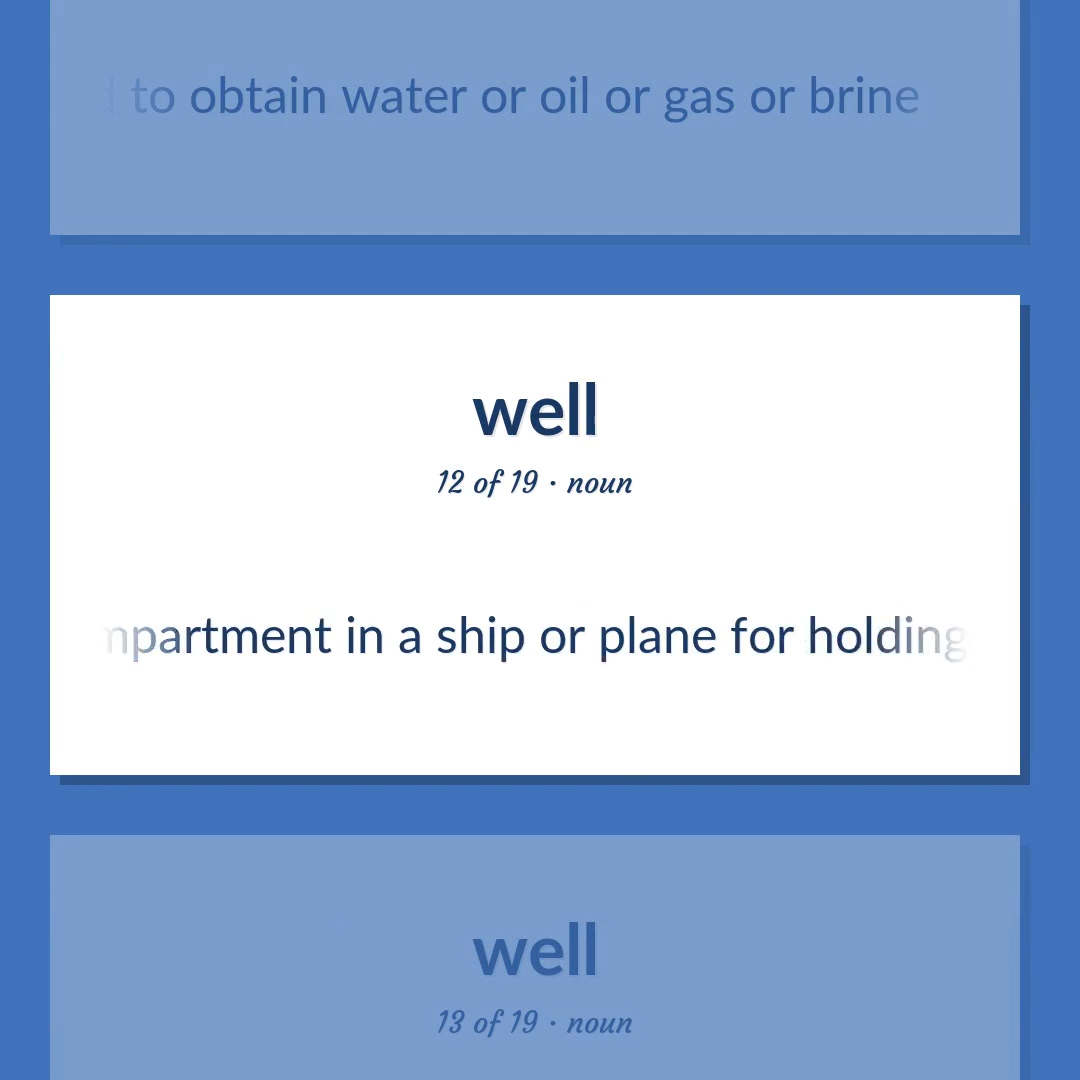 to obtain water or oil or gas or brine
well
12 of 19 · noun
npartment in a ship or plane for holding
well
13 of 19 · noun